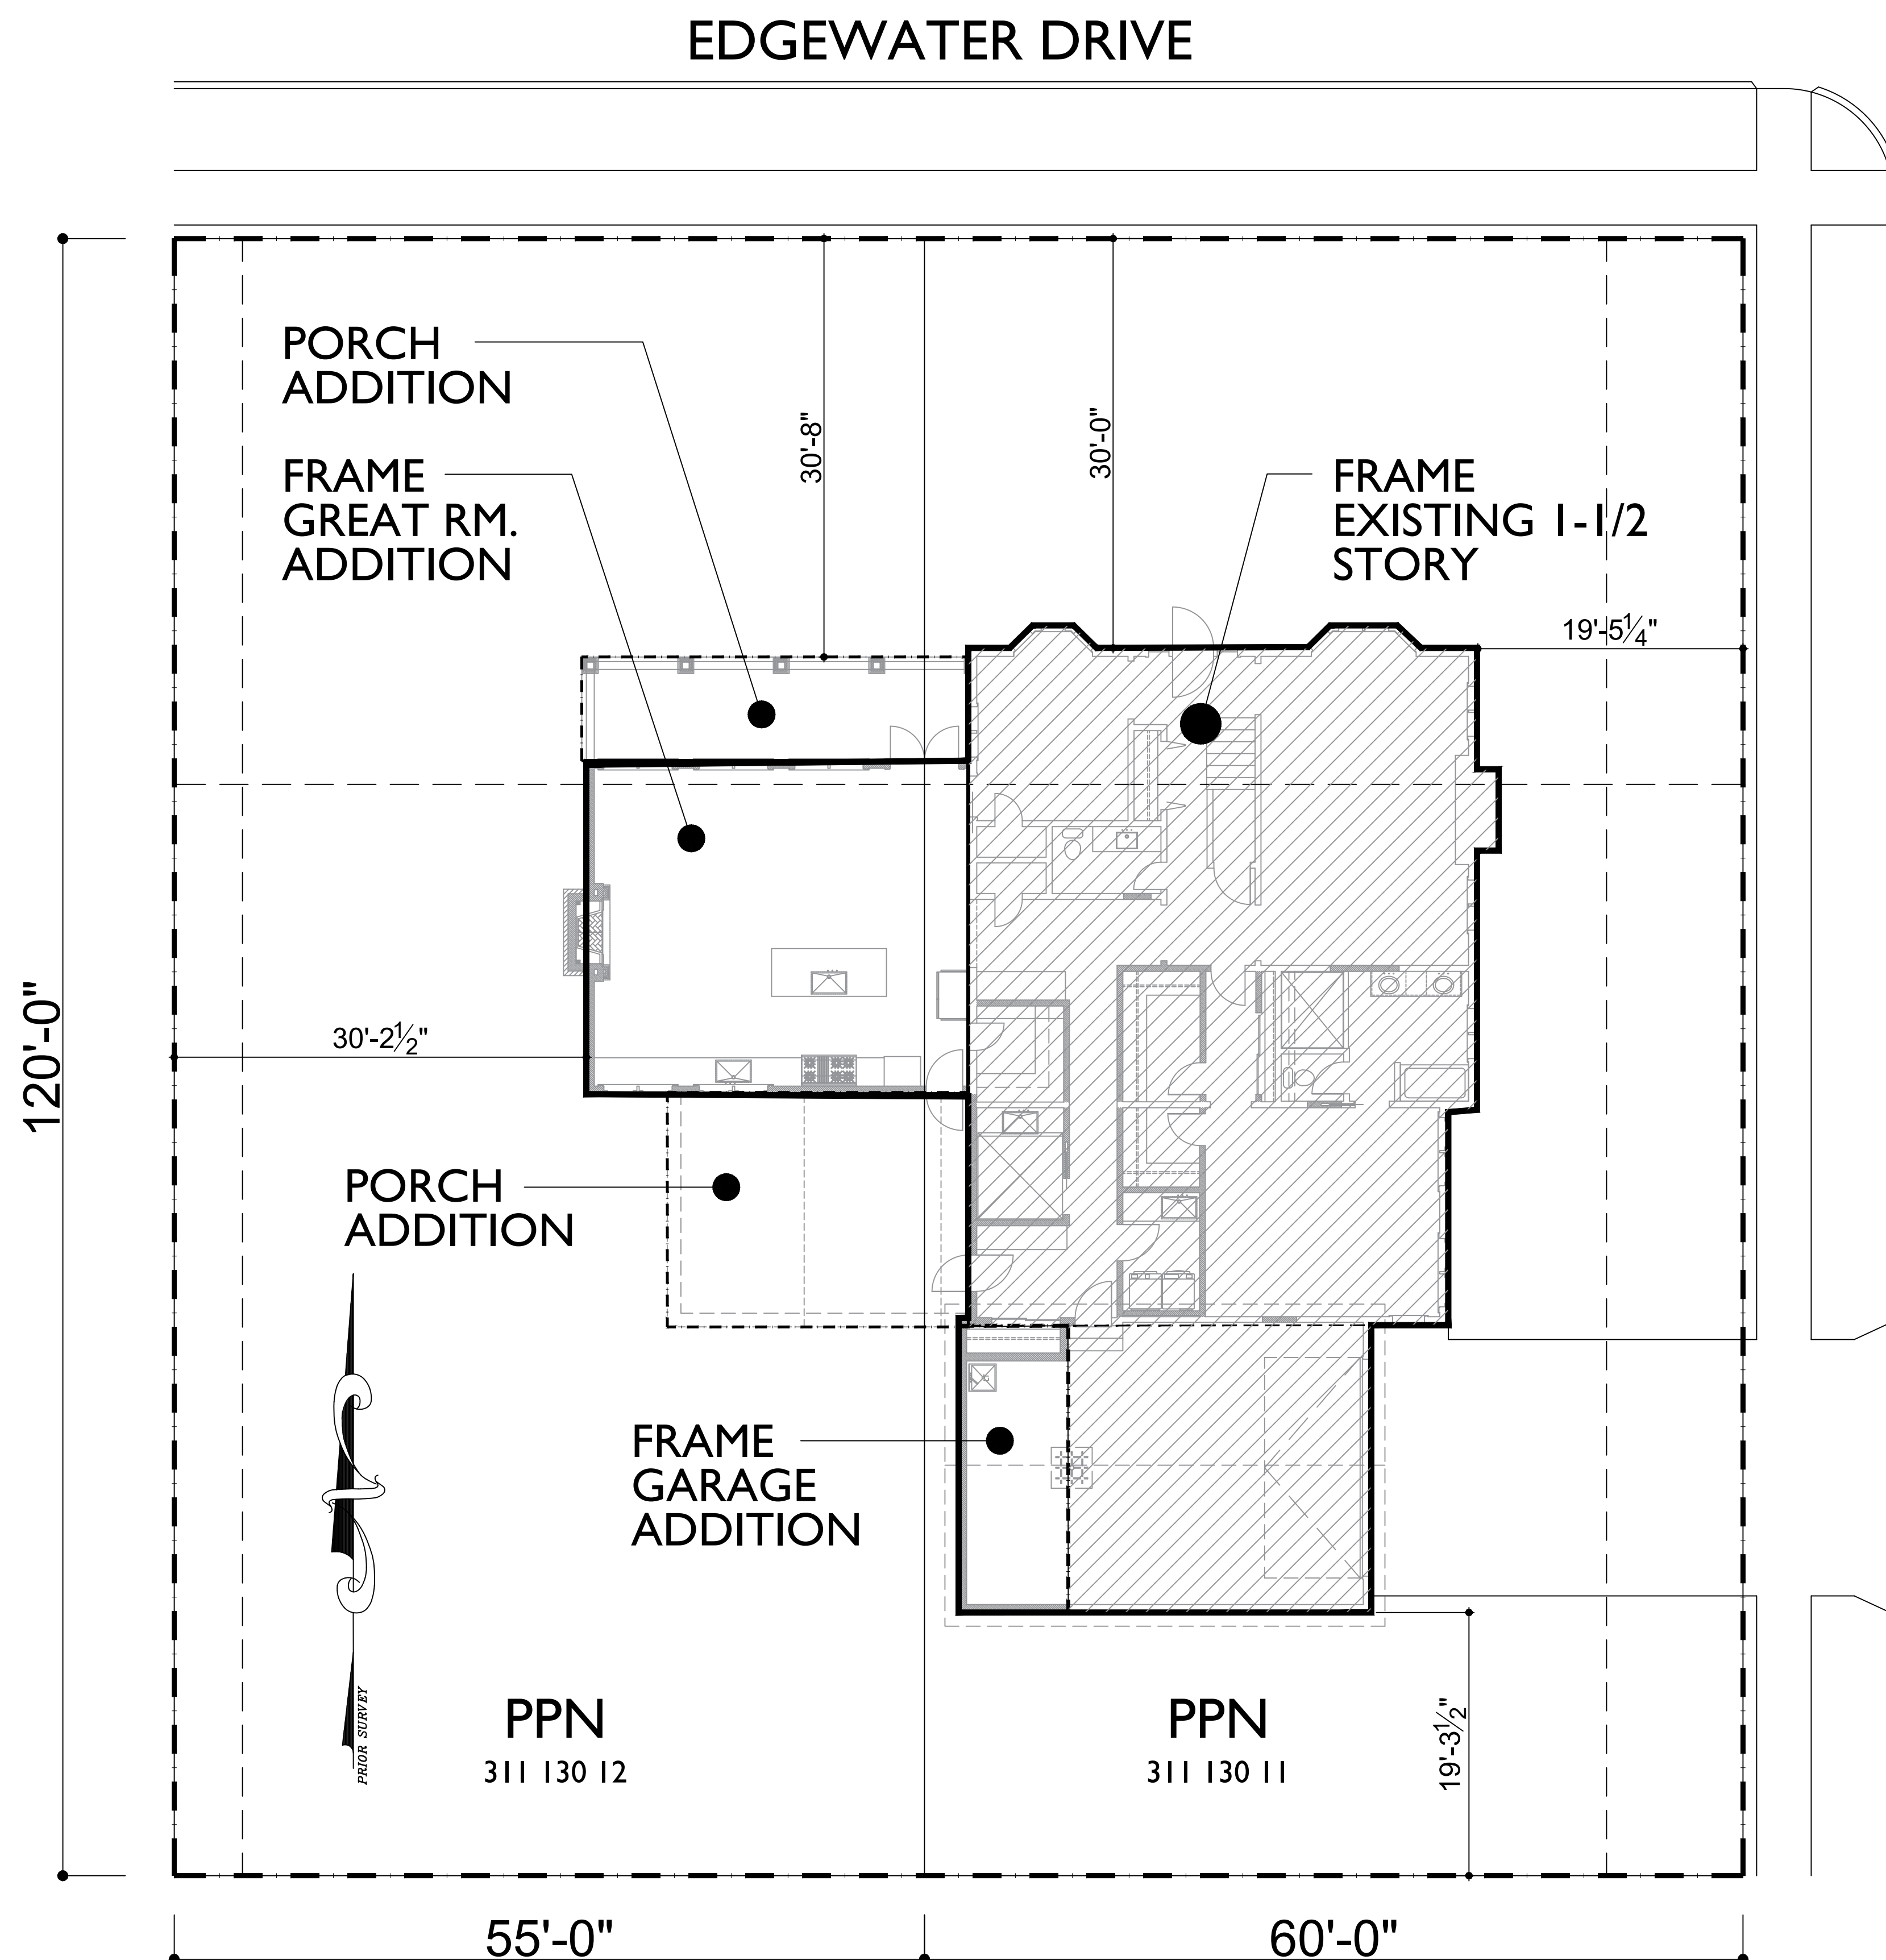 EDGEWATER DRIVE
PORCH
ADDITION
FRAME
GREAT RM.
ADDITION
30'-8"
30'-0"
FRAME
EXISTING 1-1/2
STORY
19'-5¼"
120'-0"
30'-2½"
PORCH
ADDITION
FRAME
GARAGE
ADDITION
PRIOR SURVEY
PPN
311 130 12
PPN
311 130 11
19'-3½"
55'-0"
60'-0"